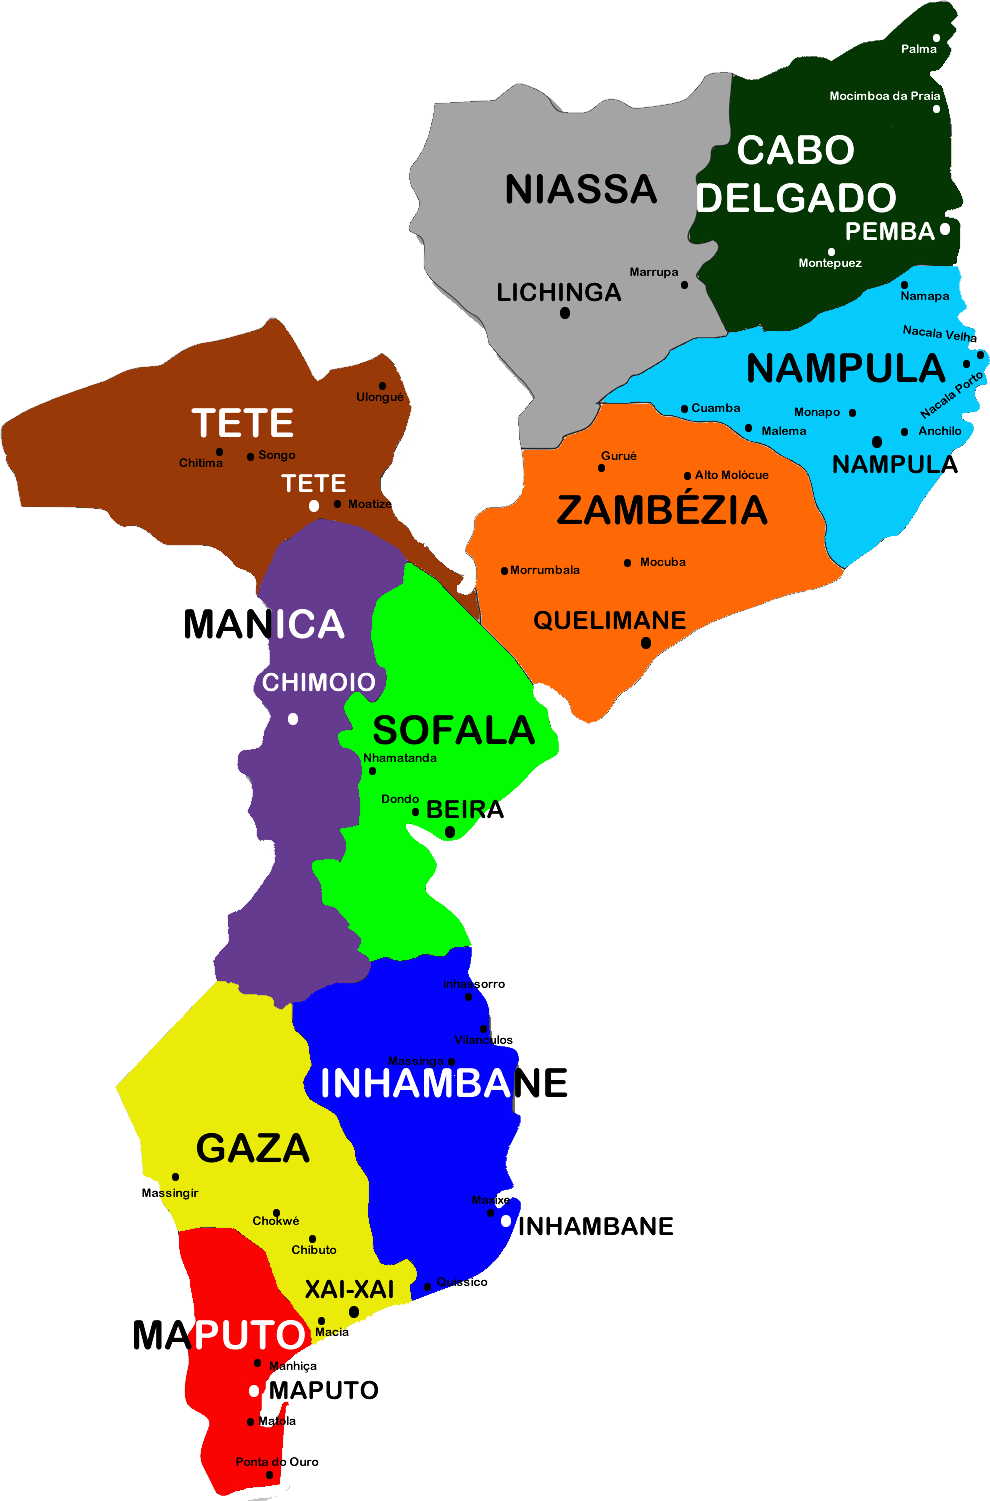 Palma
Mocimboa da Praia
CABO
DELGADO
NIASSA
PEMBA
Montepuez
Marrupa
LICHINGA
Namapa
Nacala Velha
NAMPULA
Nacala Porto
Ulongué
Cuamba
Monapo
Malema
Anchilo
TETE
Chitima
Songo
Gurué
NAMPULA
Alto Molócue
TETE
Moatize
ZAMBÉZIA
Mocuba
Morrumbala
MANICA
QUELIMANE
CHIMOIO
SOFALA
Nhamatanda
Dondo
BEIRA
Inhassorro
Vilanculos
Massinga
INHAMBANE
GAZA
Massingir
Maxixe
Chokwé
INHAMBANE
Chibuto
Quissico
XAI-XAI
Macia
MAPUTO
Manhiça
MAPUTO
Matola
Ponta do Ouro